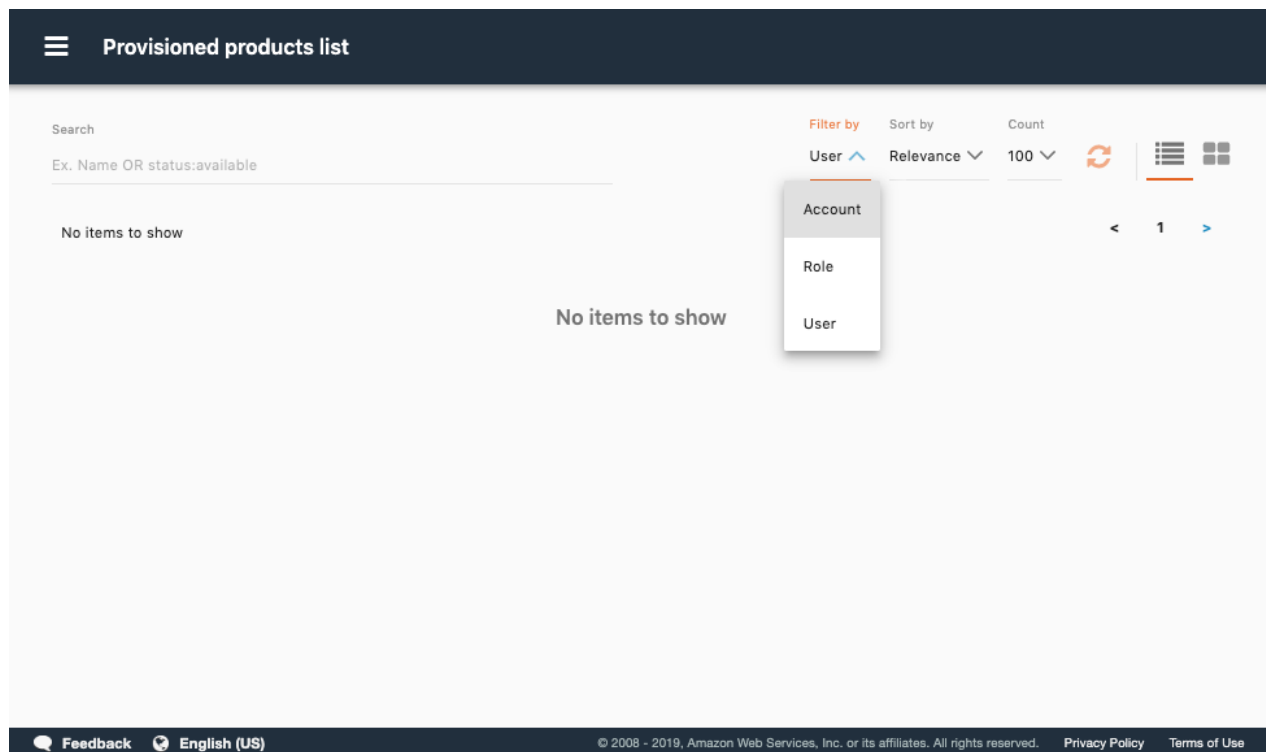 Provisioned products list
Search
Filter by Sort by Count
Ex. Name OR status:available
User Relevance 100
Account
No items to show
< 1 >
Role
No items to show
User
Feedback English (US) © 2008 - 2019, Amazon Web Services, Inc. or its affiliates. All rights reserved. Privacy Policy Terms of Use